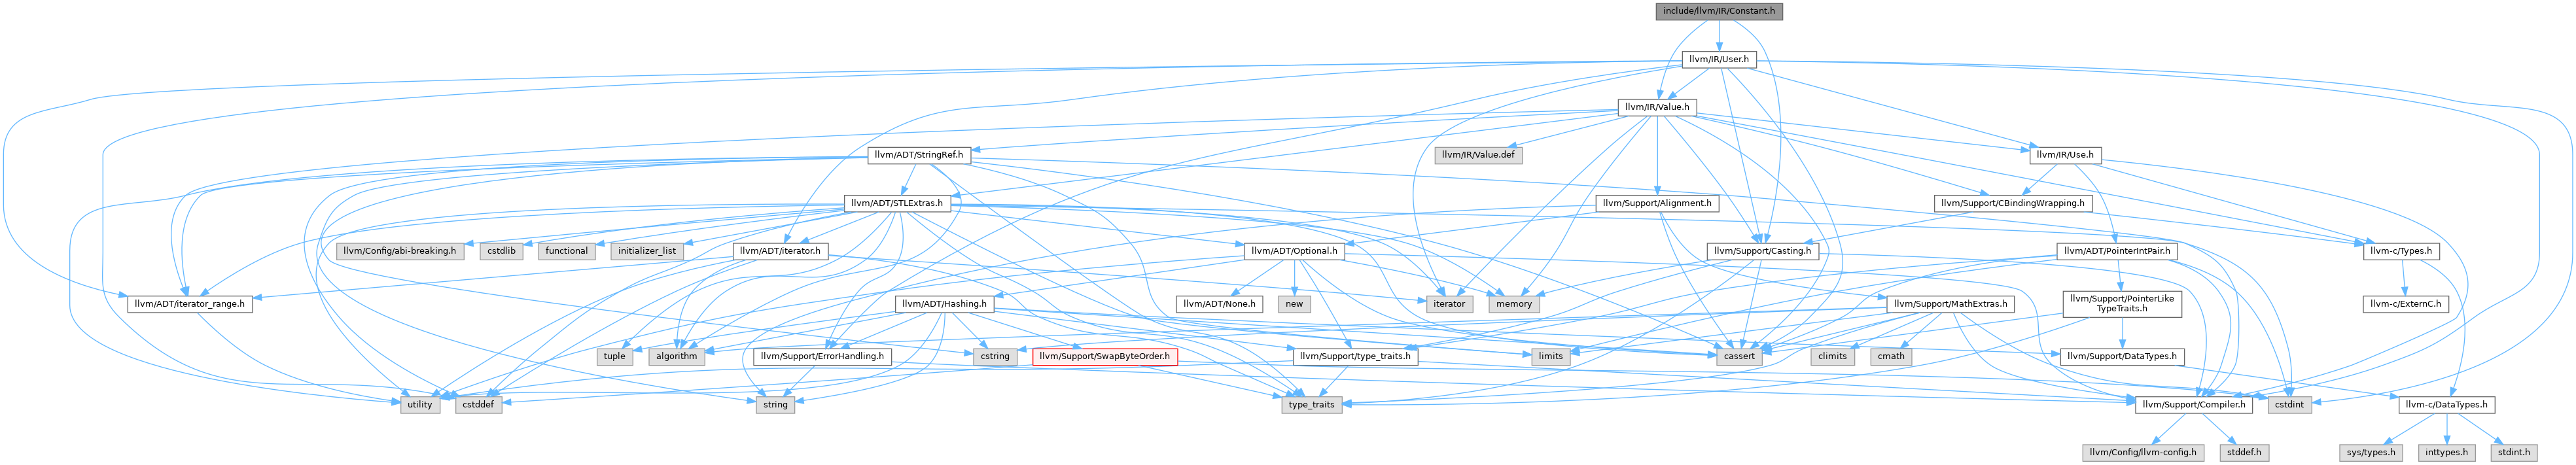 include/llvm/IR/Constant.h
llvm/IR/User.h
llvm/IR/Value.h
llvm/ADT/StringRef.h
llvm/IR/Value.def
llvm/IR/Use.h
llvm/ADT/STLExtras.h
llvm/Support/Alignment.h
llvm/Support/CBindingWrapping.h
llvm/Config/abi-breaking.h
cstdlib
functional
initializer_list
llvm/ADT/iterator.h
llvm/ADT/Optional.h
llvm/Support/Casting.h
llvm/ADT/PointerIntPair.h
llvm-c/Types.h
llvm/ADT/iterator_range.h
llvm/ADT/Hashing.h
llvm/ADT/None.h
new
iterator
memory
llvm/Support/MathExtras.h
llvm/Support/PointerLike
TypeTraits.h
llvm-c/ExternC.h
tuple
algorithm
llvm/Support/ErrorHandling.h
cstring
llvm/Support/SwapByteOrder.h
llvm/Support/type_traits.h
limits
cassert
climits
cmath
llvm/Support/DataTypes.h
utility
cstddef
string
type_traits
llvm/Support/Compiler.h
cstdint
llvm-c/DataTypes.h
llvm/Config/llvm-config.h
stddef.h
sys/types.h
inttypes.h
stdint.h